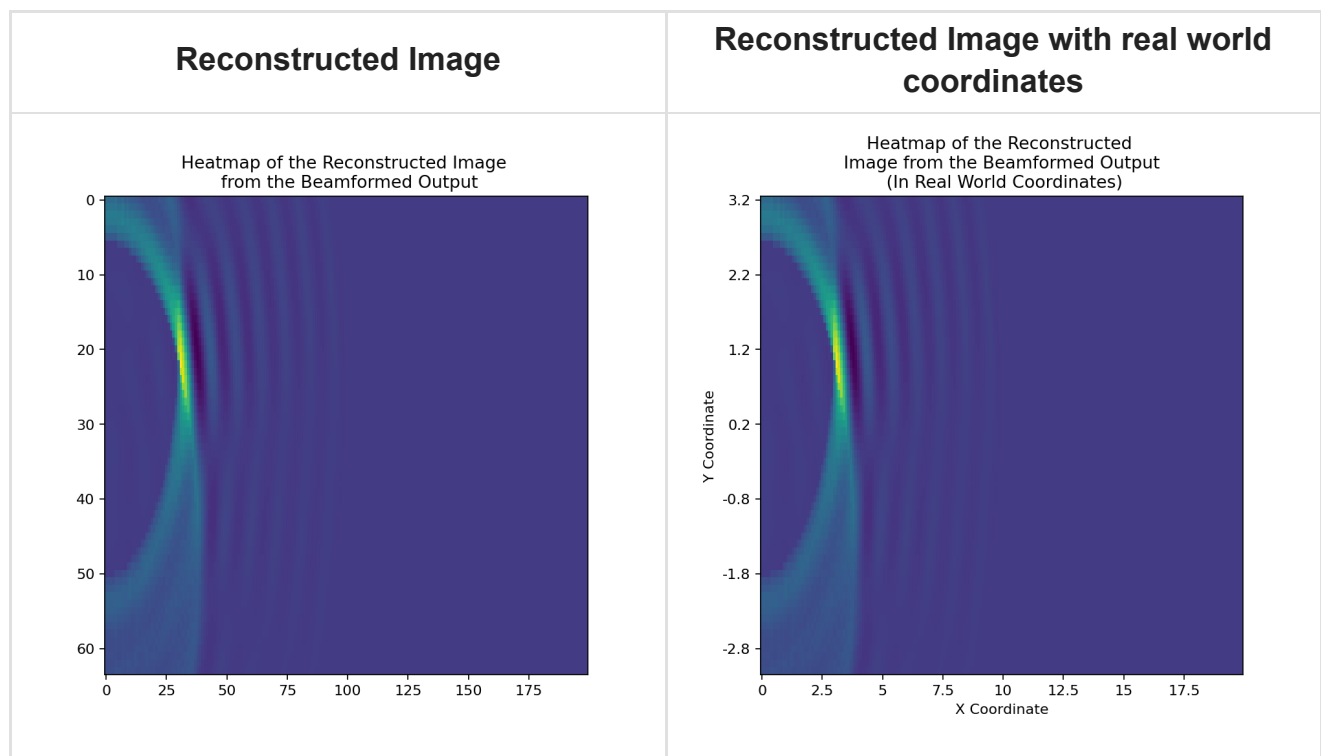 Reconstructed Image
Reconstructed Image with real world
coordinates
Heatmap of the Reconstructed Image
from the Beamformed Output
0
10
20
30
40
50
60
0 25 50 75 100 125 150 175
Heatmap of the Reconstructed
Image from the Beamformed Output
(In Real World Coordinates)
Y Coordinate
3.2
2.2
1.2
0.2
-0.8
-1.8
-2.8
0 2.5 5 7.5 10 12.5 15 17.5
X Coordinate